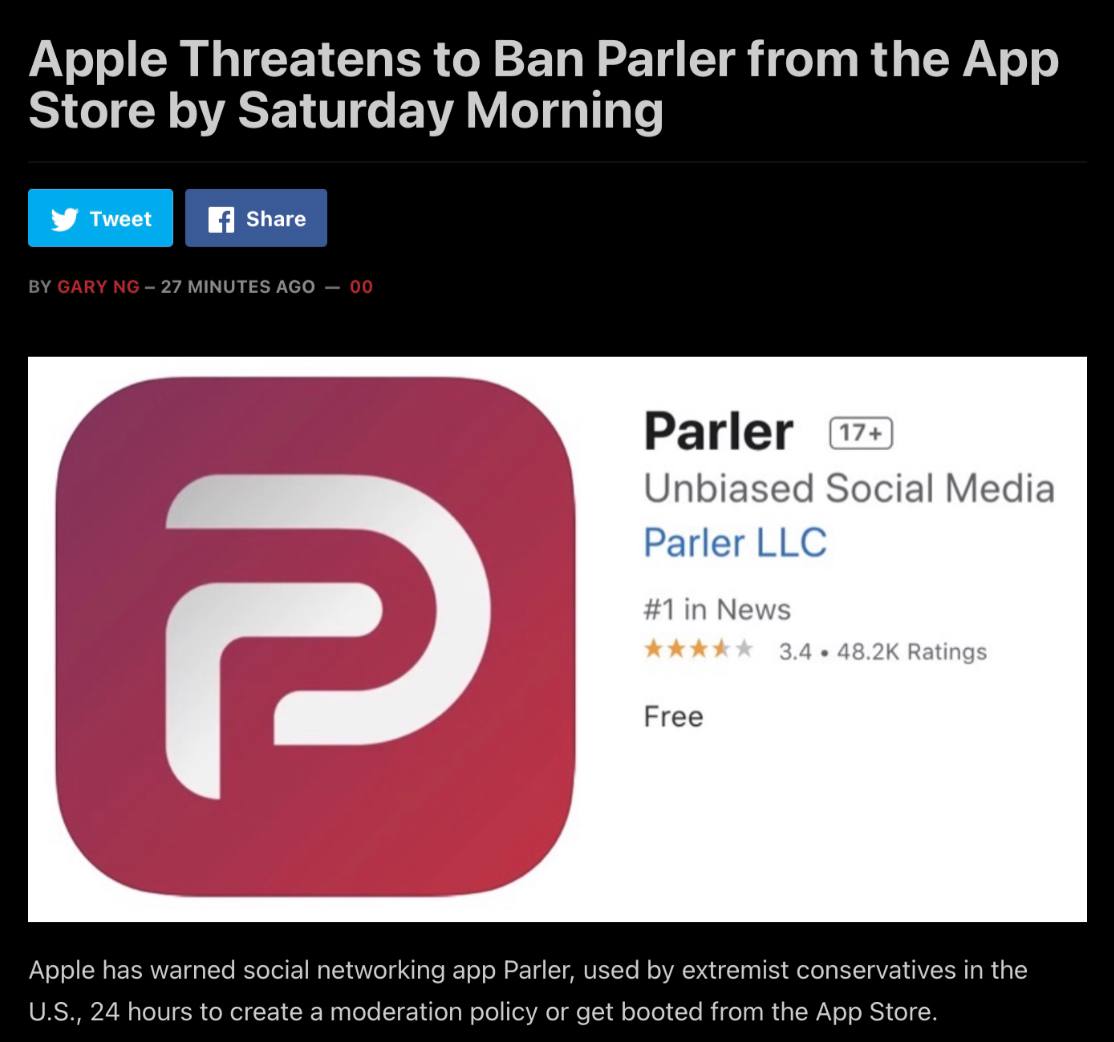 Apple Threatens to Ban Parler from the App
Store by Saturday Morning
Tweet
Share
BY GARY NG – 27 MINUTES AGO — 00
Parler 17+
Unbiased Social Media
Parler LLC
#1 in News
3.4 • 48.2K Ratings
Free
Apple has warned social networking app Parler, used by extremist conservatives in the
U.S., 24 hours to create a moderation policy or get booted from the App Store.